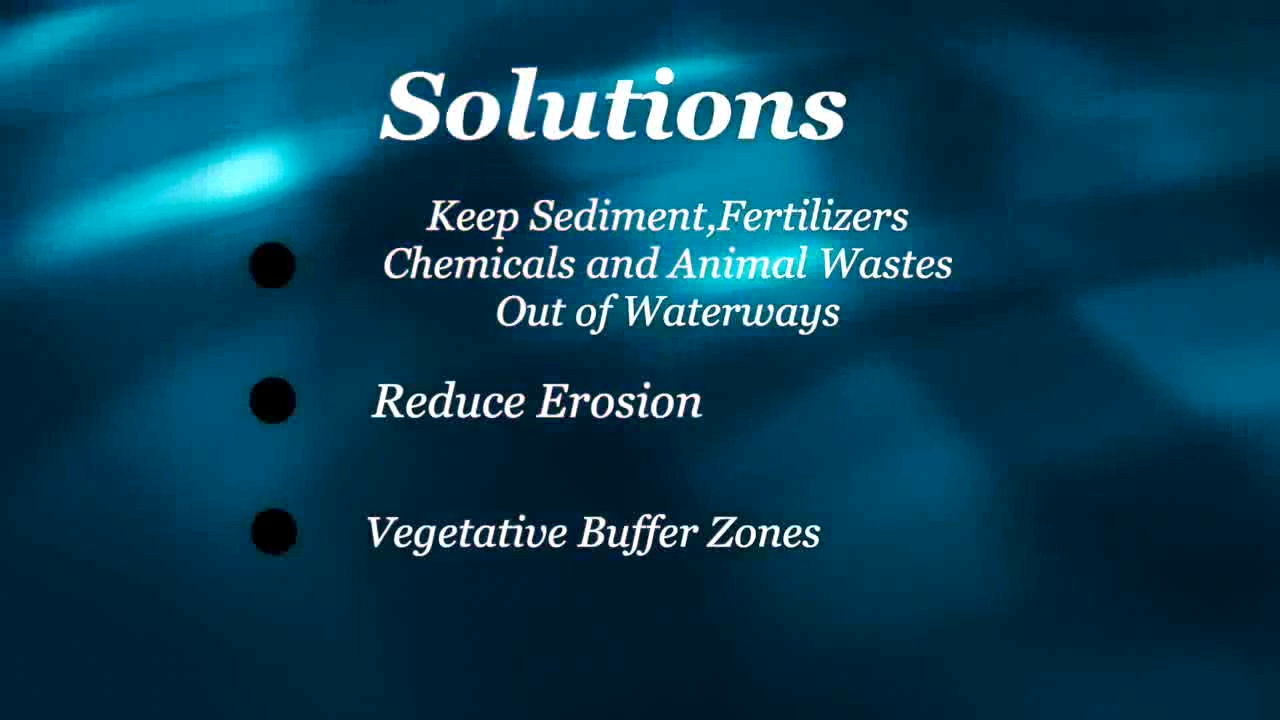 Solutions
Keep Sediment,Fertilizers
Chemicals and Animal Wastes
Out of Waterways
Reduce Erosion
Vegetative Buffer Zones